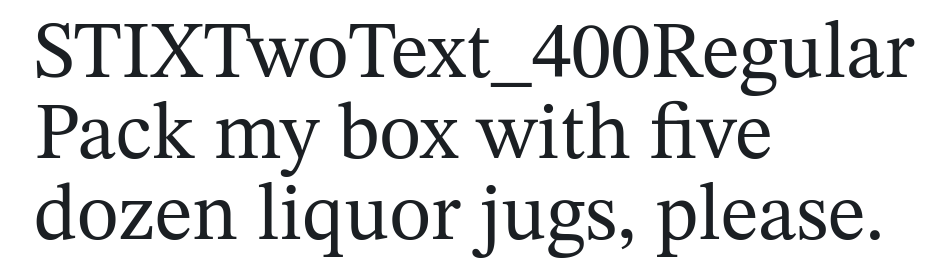 STIXTwoText_400Regular
Pack my box with five
dozen liquor jugs, please.